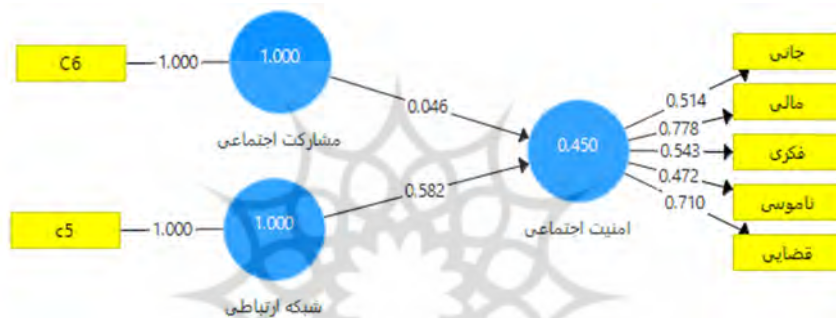 C6
1.000
1.000
مشارکت اجتماعی
0.046
c5
1.000
1.000
شبکه ارتباطی
0.582
0.450
امنیت اجتماعی
0.514
جانی
0.778
مالی
0.543
فکری
0.472
ناموسی
0.710
قضایی